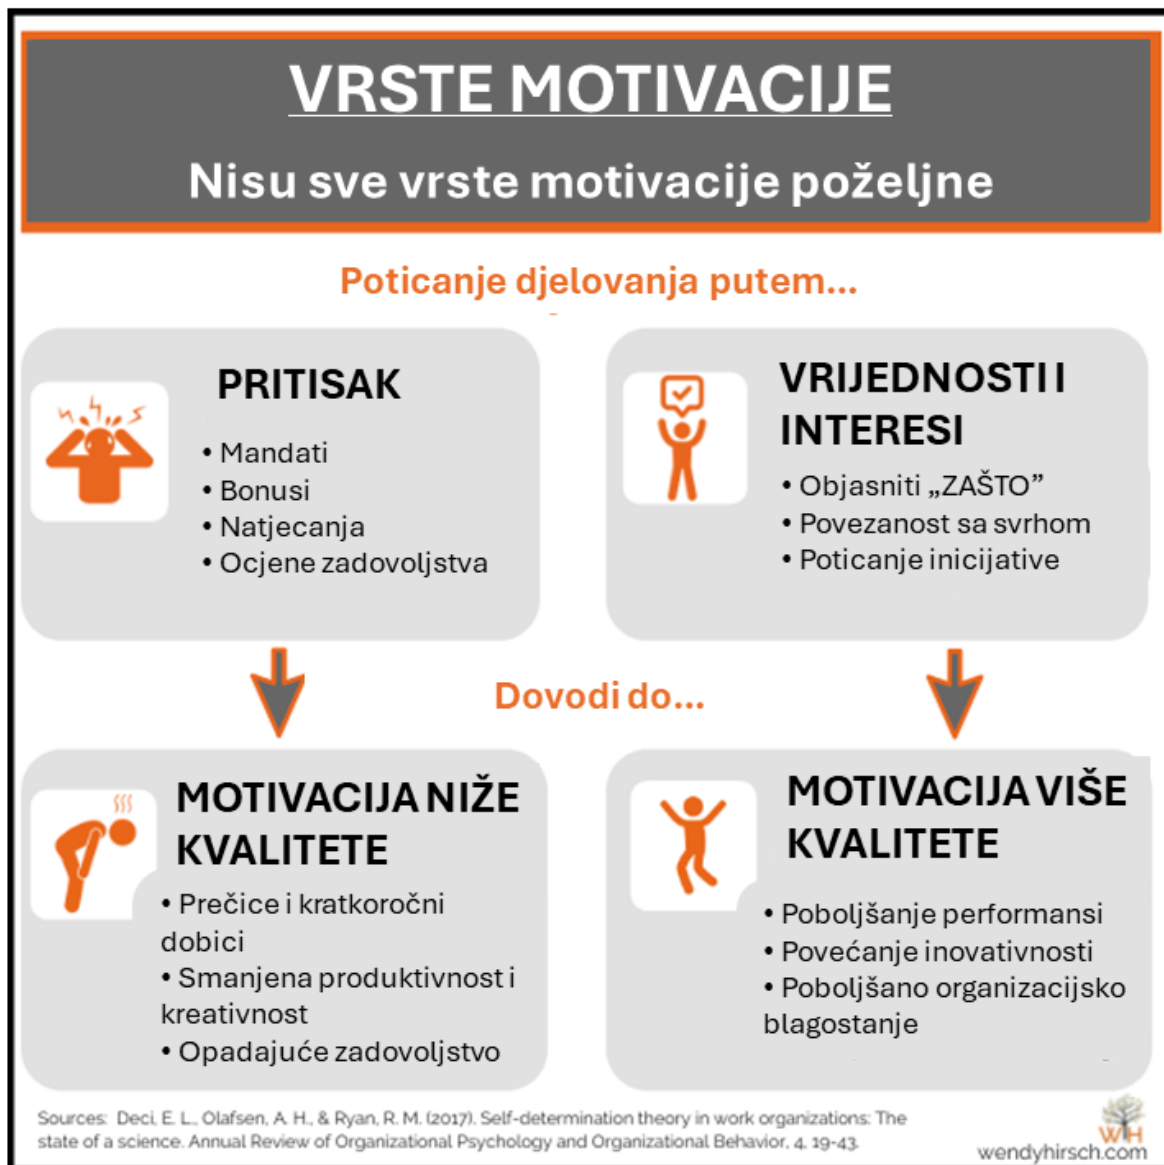 VRSTE MOTIVACIJE
Nisu sve vrste motivacije poželjne
Poticanje djelovanja putem...
PRITISAK
• Mandati
• Bonusi
• Natjecanja
• Ocjene zadovoljstva
VRIJEDNOSTI I
INTERESI
• Objasniti „ZAŠTO”
• Povezanost sa svrhom
• Poticanje inicijative
Dovodi do...
MOTIVACIJA NIŽE
KVALITETE
• Prečice i kratkoročni
dobici
• Smanjena produktivnost i
kreativnost
• Opadajuće zadovoljstvo
MOTIVACIJA VIŠE
KVALITETE
• Poboljšanje performansi
• Povećanje inovativnosti
• Poboljšano organizacijsko
blagostanje
Sources: Deci, E. L., Olafsen, A. H., & Ryan, R. M. (2017). Self-determination theory in work organizations: The
state of a science. Annual Review of Organizational Psychology and Organizational Behavior, 4, 19-43.
WH
wendyhirsch.com